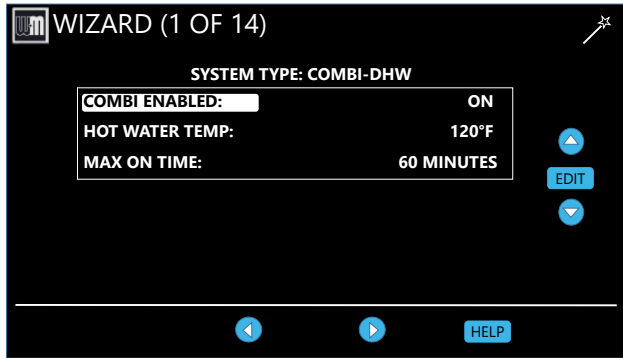 Wm WIZARD (1 OF 14)
SYSTEM TYPE: COMBI-DHW
COMBI ENABLED: ON
HOT WATER TEMP: 120°F
MAX ON TIME: 60 MINUTES
EDIT
HELP